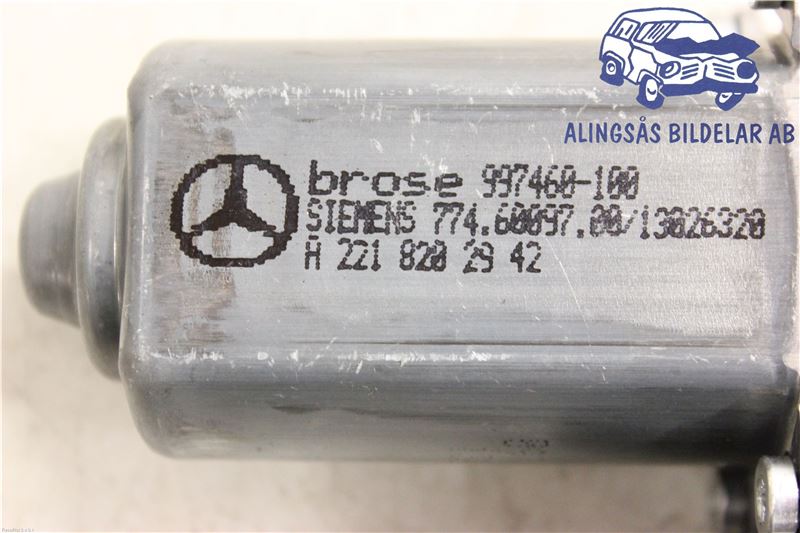 ALINGSÅS BILDELAR AB
brose 997460-100
SIEMENS 774.60097.00/13026320
A 221 820 29 42